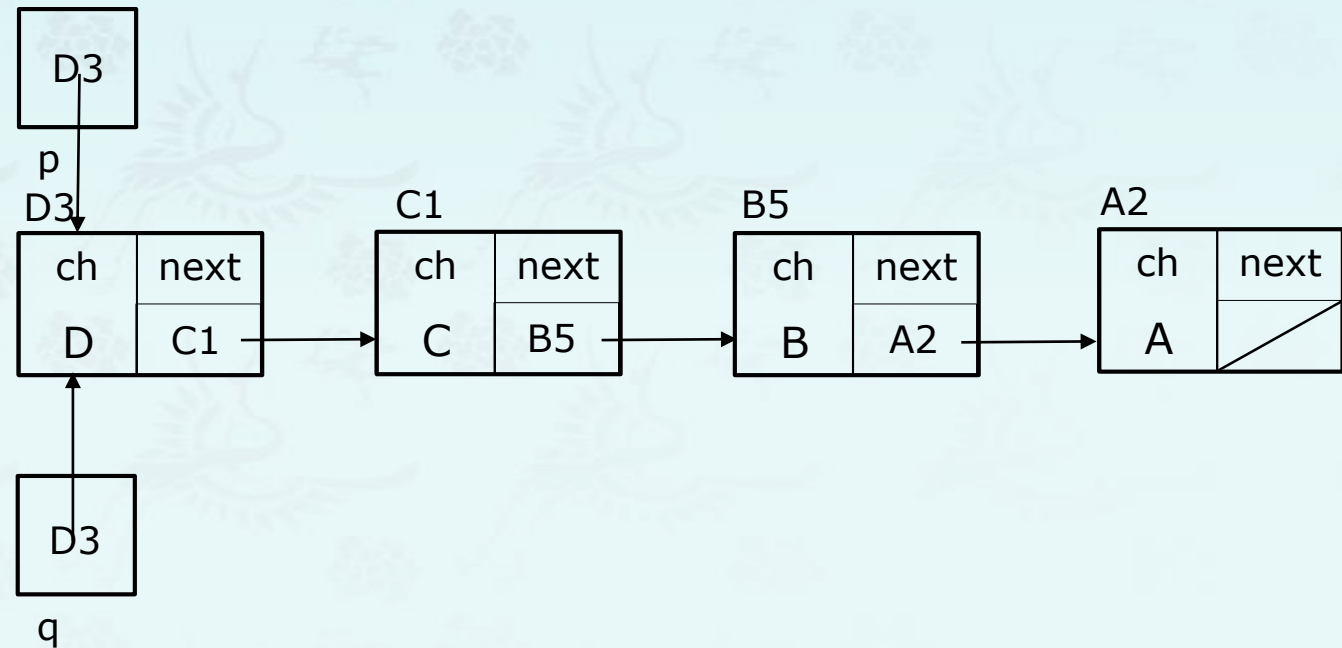 D3
p
D3 C1 B5 A2
ch next ch next ch next ch next
D C1 C B5 B A2 A
D3
q